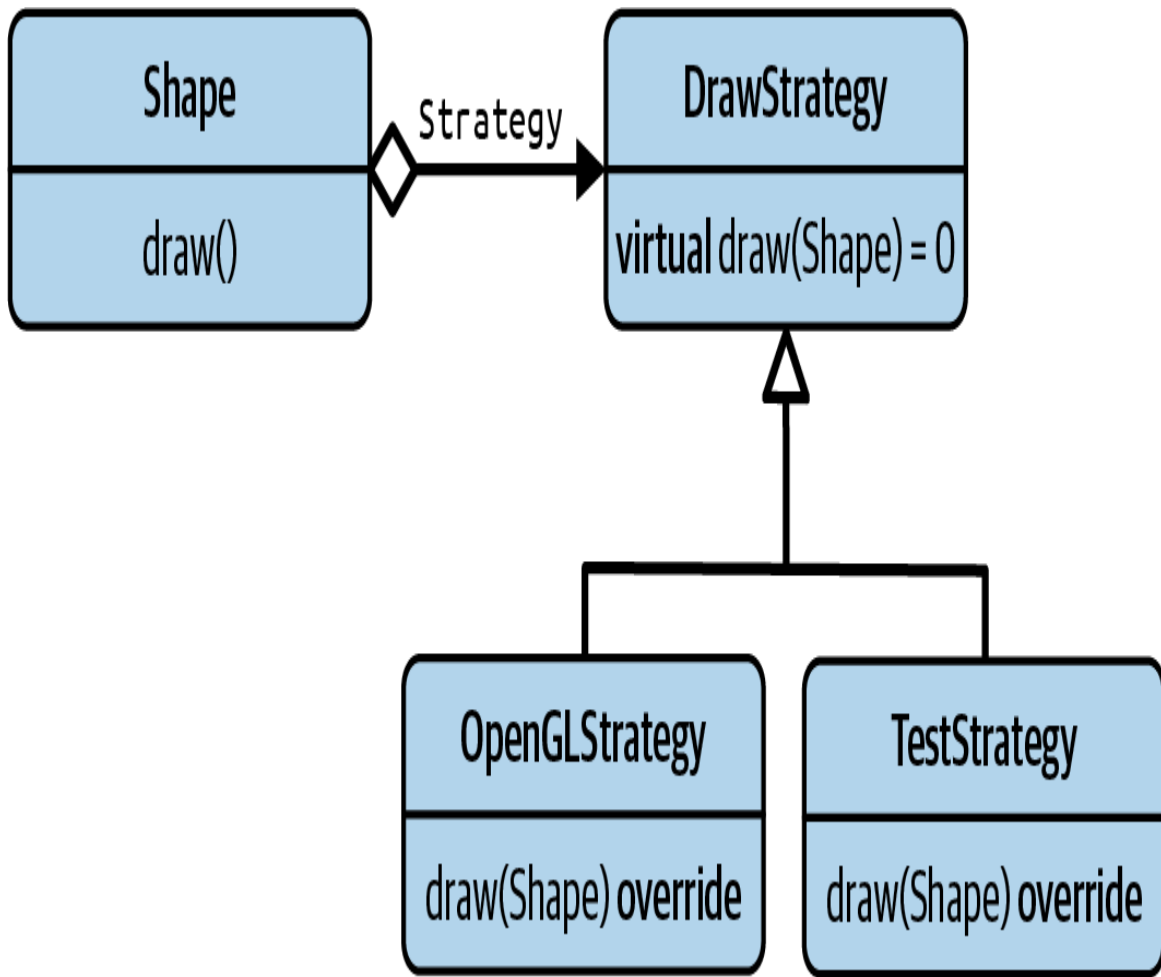 Shape
draw()
Strategy
DrawStrategy
virtual draw(Shape) = 0
OpenGLStrategy
draw(Shape) override
TestStrategy
draw(Shape) override